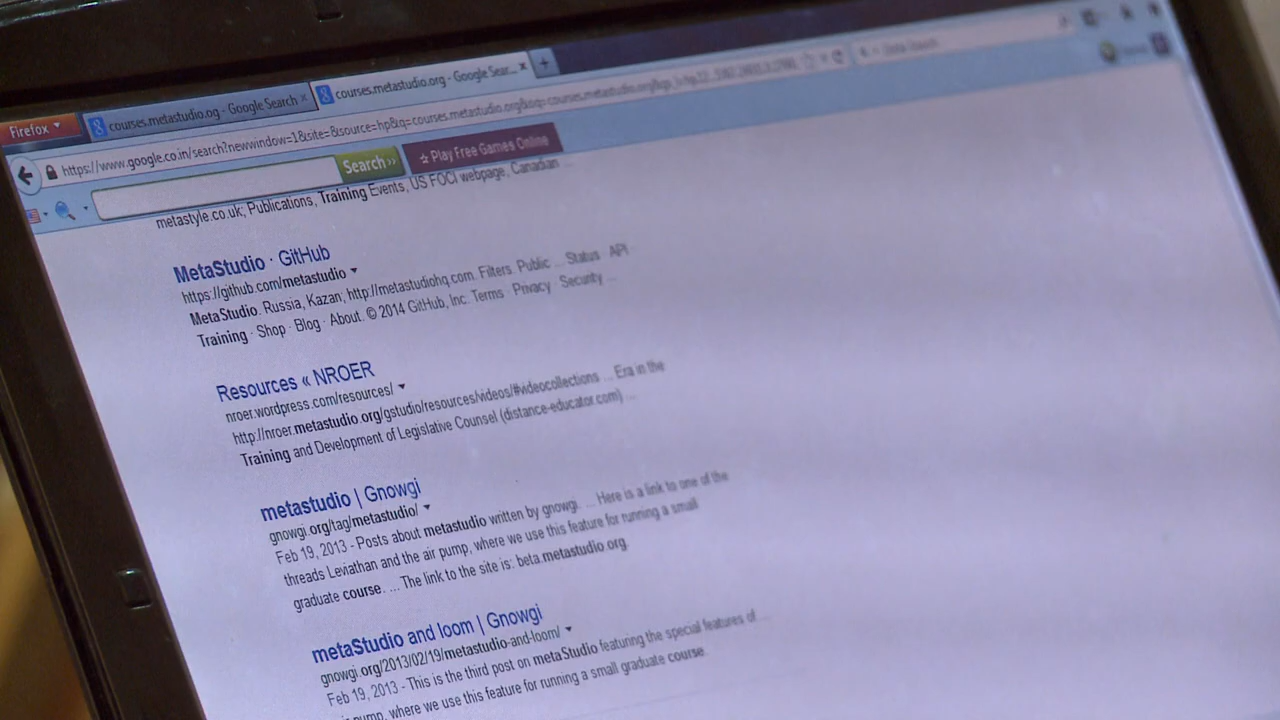 courses.metastudio.og - Google Search
courses.metastudio.org - Google Sear...
Firefox
https://www.google.co.in/search?newwindow=1&site=&source=hp&q=courses.metastudio.org&oq=courses.metastudio.org&gs_l=hp.12...
Search
Play Free Games Online
metastyle.co.uk; Publications, Training Events, US FOCI webpage, Canadian ...
MetaStudio · GitHub
https://github.com/metastudio
MetaStudio. Russia, Kazan, http://metastudiohq.com. Filters. Public ... Status · API ·
Training · Shop · Blog · About. © 2014 GitHub, Inc. Terms · Privacy · Security ...
Resources « NROER
nroer.wordpress.com/resources/
http://nroer.metastudio.org/gstudio/resources/videos/#videocollections ... Era in the
Training and Development of Legislative Counsel (distance-educator.com) ...
metastudio | Gnowgi
gnowgi.org/tag/metastudio/
Feb 19, 2013 - Posts about metastudio written by gnowgi. ... Here is a link to one of the
threads Leviathan and the air pump, where we use this feature for running a small
graduate course. ... The link to the site is: beta.metastudio.org.
metaStudio and loom | Gnowgi
gnowgi.org/2013/02/19/metastudio-and-loom/
Feb 19, 2013 - This is the third post on metaStudio featuring the special features of ...
air pump, where we use this feature for running a small graduate course.